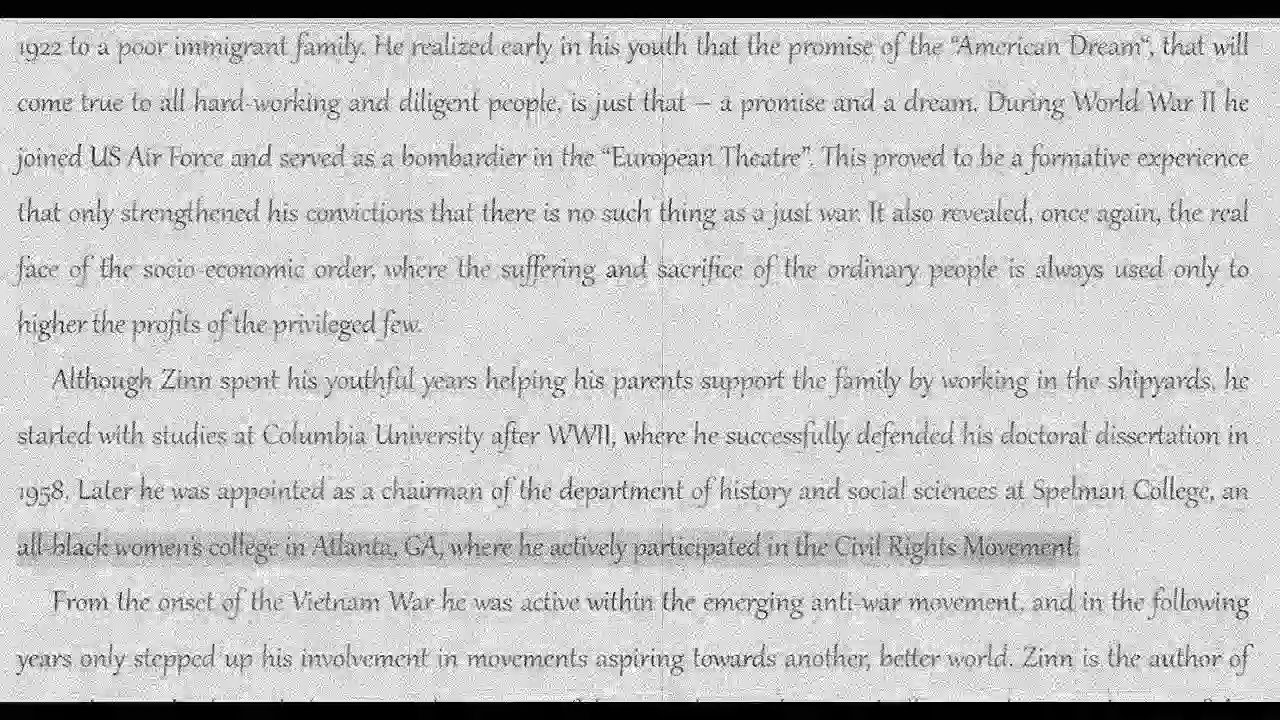 1922 to a poor immigrant family. He realized early in his youth that the promise of the “American Dream“, that will
come true to all hard-working and diligent people, is just that – a promise and a dream. During World War II he
joined US Air Force and served as a bombardier in the “European Theatre”. This proved to be a formative experience
that only strengthened his convictions that there is no such thing as a just war. It also revealed, once again, the real
face of the socio-economic order, where the suffering and sacrifice of the ordinary people is always used only to
higher the profits of the privileged few.
Although Zinn spent his youthful years helping his parents support the family by working in the shipyards, he
started with studies at Columbia University after WWII, where he successfully defended his doctoral dissertation in
1958. Later he was appointed as a chairman of the department of history and social sciences at Spelman College, an
all-black women's college in Atlanta, GA, where he actively participated in the Civil Rights Movement.
From the onset of the Vietnam War he was active within the emerging anti-war movement, and in the following
years only stepped up his involvement in movements aspiring towards another, better world. Zinn is the author of